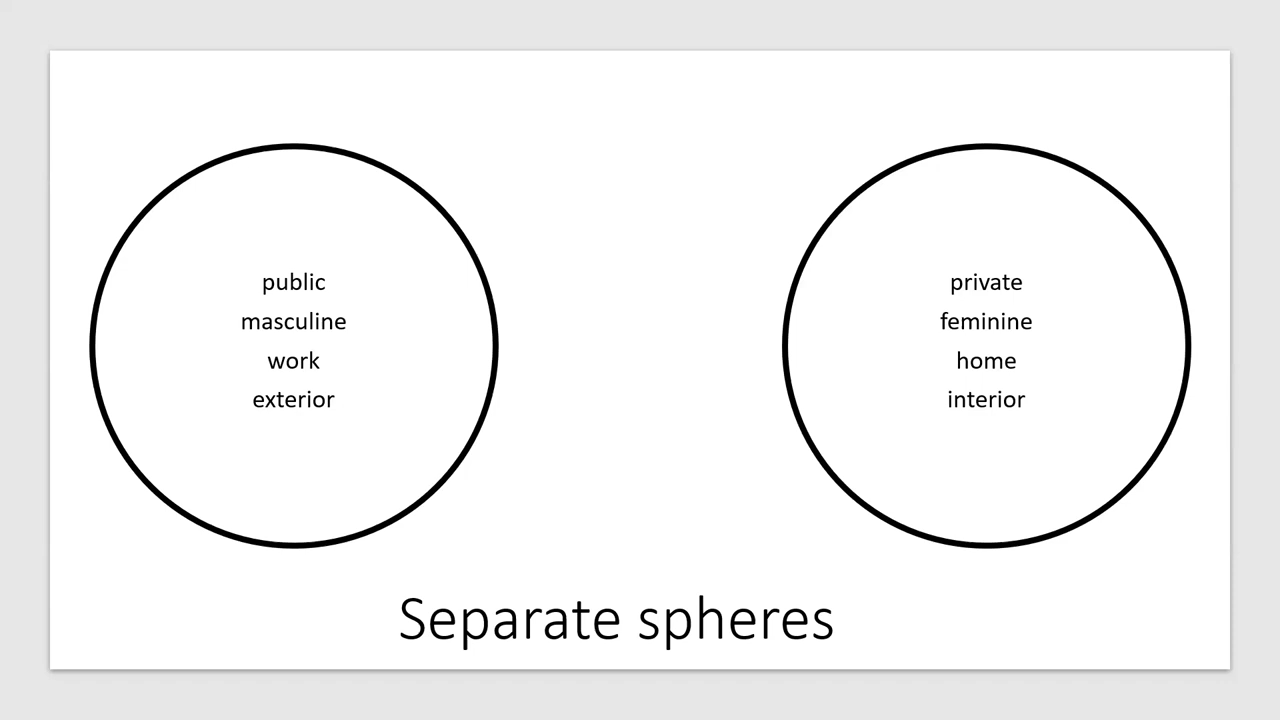 public
masculine
work
exterior
private
feminine
home
interior
Separate spheres